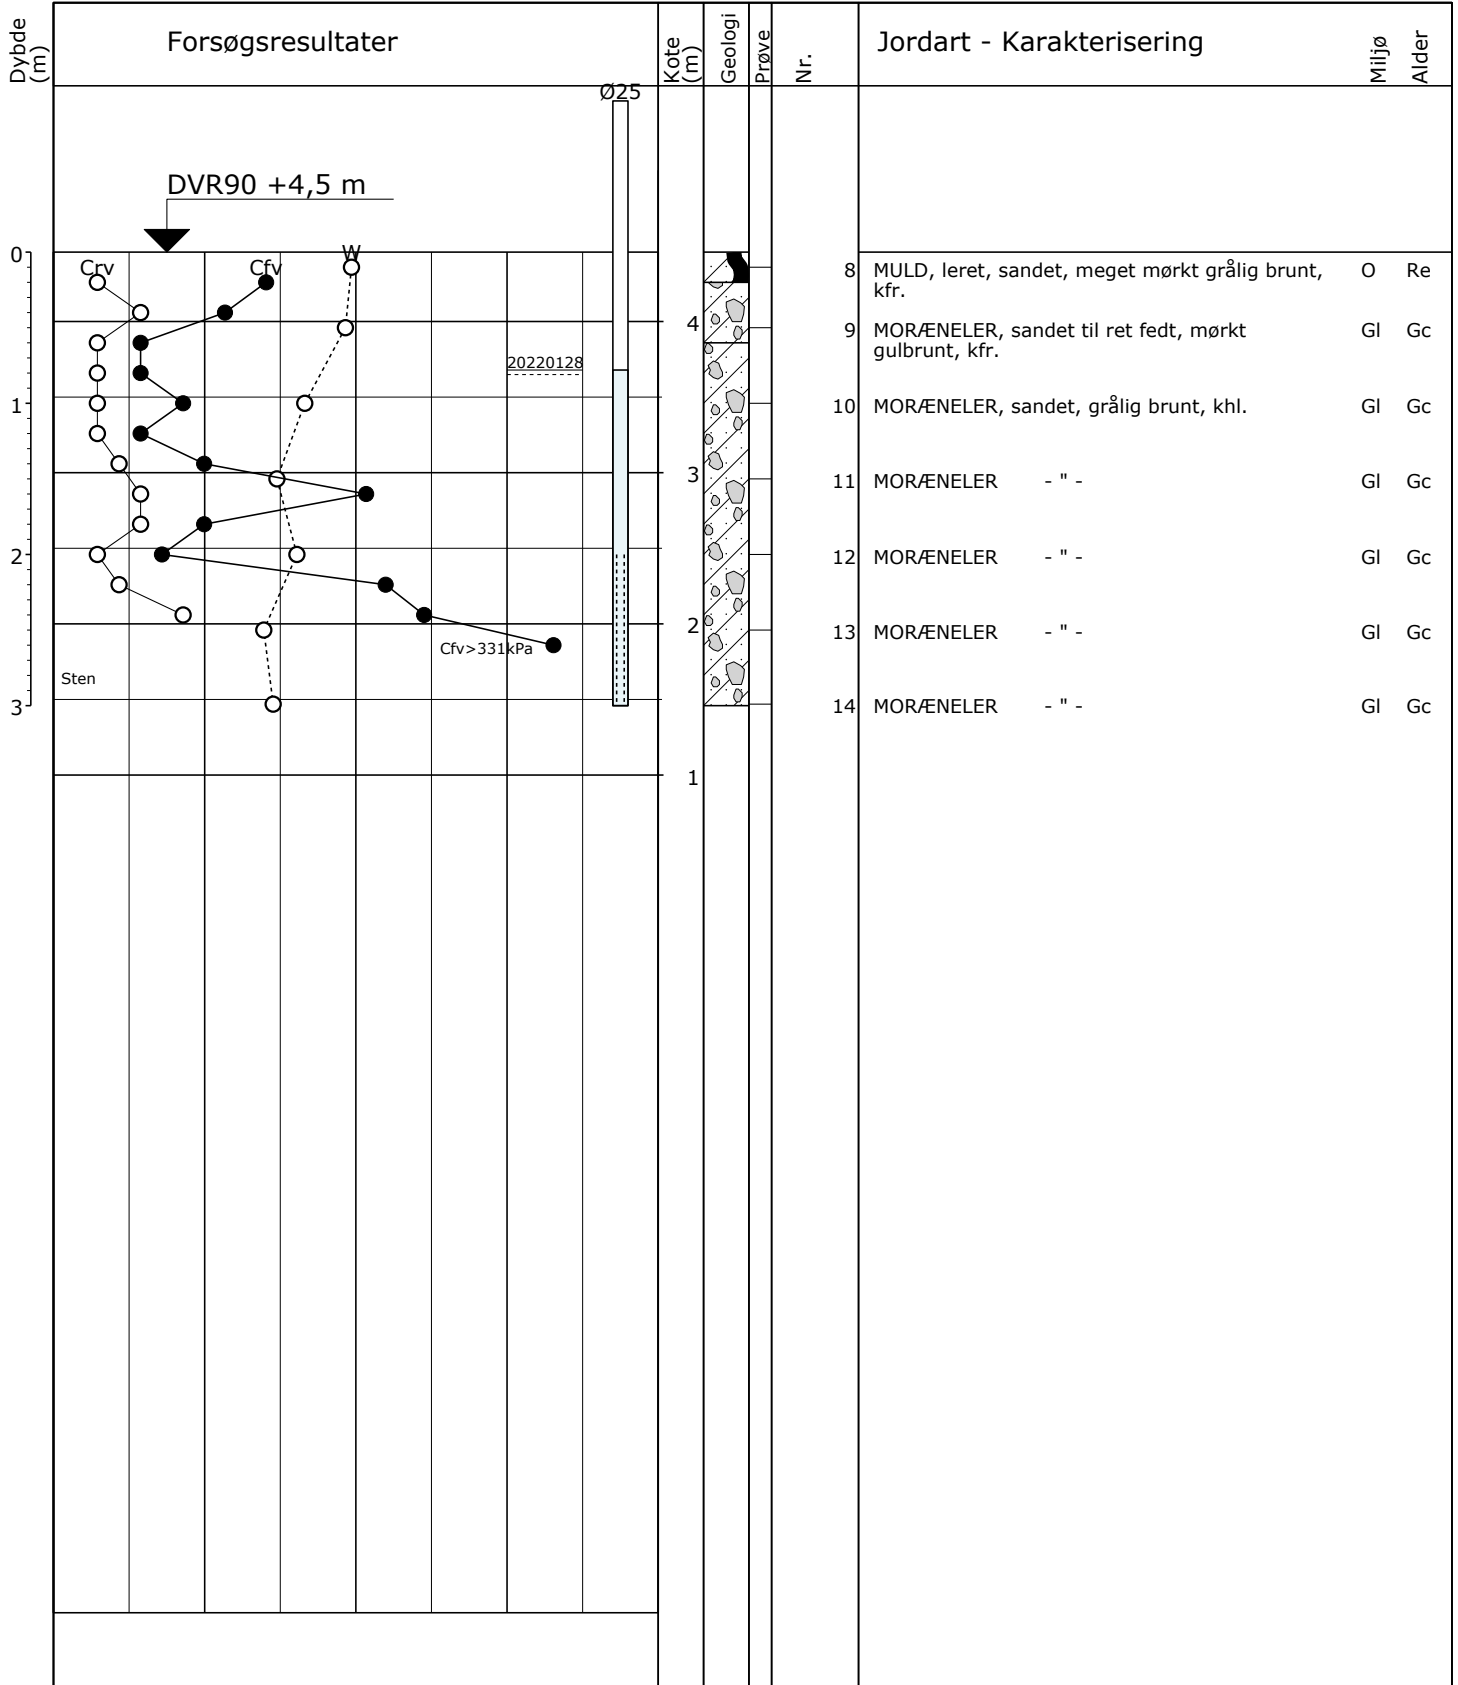 Dybde
(m)
Forsøgsresultater
Kote
(m)
Geologi
Prøve
Nr.
Jordart - Karakterisering
Miljø
Alder
Ø25
DVR90 +4,5 m
0
Crv
Cfv
W
8 MULD, leret, sandet, meget mørkt grålig brunt, O Re
kfr.
4
9 MORÆNELER, sandet til ret fedt, mørkt Gl Gc
gulbrunt, kfr.
20220128
1
10 MORÆNELER, sandet, grålig brunt, khl. Gl Gc
3
11 MORÆNELER - " - Gl Gc
2
12 MORÆNELER - " - Gl Gc
2
13 MORÆNELER - " - Gl Gc
Cfv>331kPa
Sten
3
14 MORÆNELER - " - Gl Gc
1